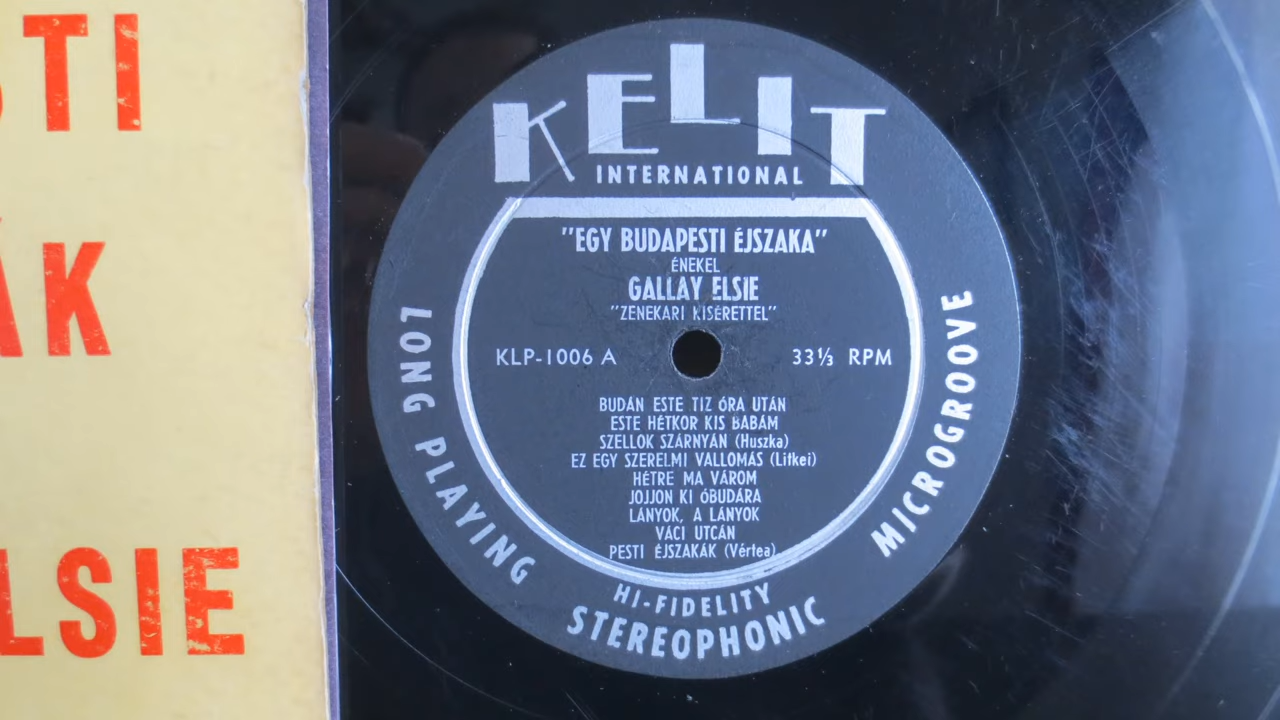 STI
ÁK
LSIE
KELIT
INTERNATIONAL
"EGY BUDAPESTI ÉJSZAKA"
ÉNEKEL
GALLAY ELSIE
"ZENEKARI KISÉRETTEL"
KLP-1006 A
33⅓ RPM
BUDÁN ESTE TIZ ÓRA UTÁN
ESTE HÉTKOR KIS BABÁM
SZELLOK SZÁRNYÁN (Huszka)
EZ EGY SZERELMI VALLOMÁS (Litkei)
HÉTRE MA VÁROM
JOJJON KI ÓBUDÁRA
LÁNYOK, A LÁNYOK
VÁCI UTCÁN
PESTI ÉJSZAKÁK (Vértea)
LONG PLAYING
MICROGROOVE
HI-FIDELITY
STEREOPHONIC